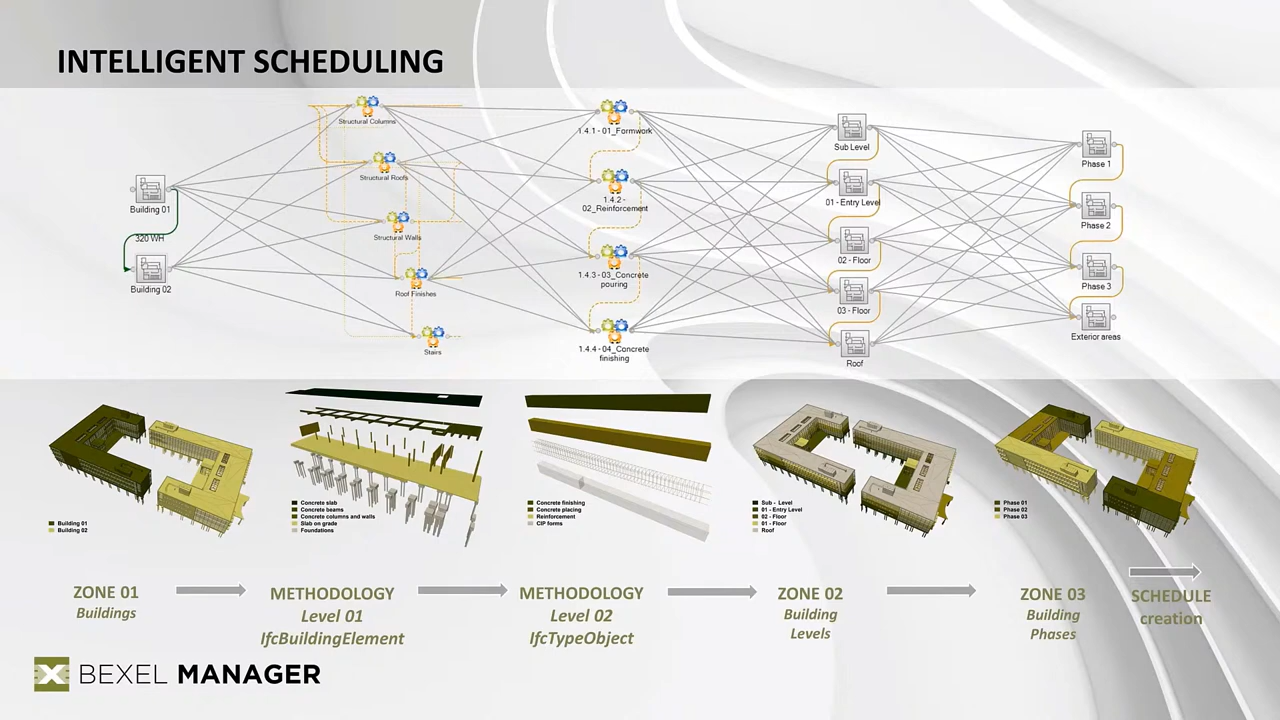 INTELLIGENT SCHEDULING
Building 01
320 WH
Building 02
Structural Columns
Structural Roofs
Structural Walls
Roof Finishes
Stairs
1.4.1 - 01_Formwork
1.4.2 -
02_Reinforcement
1.4.3 - 03_Concrete
pouring
1.4.4 - 04_Concrete
finishing
Sub Level
01 - Entry Level
02 - Floor
03 - Floor
Roof
Phase 1
Phase 2
Phase 3
Exterior areas
Building 01
Building 02
Concrete slab
Concrete beams
Concrete columns and walls
Slab on grade
Foundations
Concrete finishing
Concrete placing
Reinforcement
CIP forms
Sub - Level
01 - Entry Level
02 - Floor
01 - Floor
Roof
Phase 01
Phase 02
Phase 03
ZONE 01
Buildings
METHODOLOGY
Level 01
IfcBuildingElement
METHODOLOGY
Level 02
IfcTypeObject
ZONE 02
Building
Levels
ZONE 03
Building
Phases
SCHEDULE
creation
BEXEL MANAGER